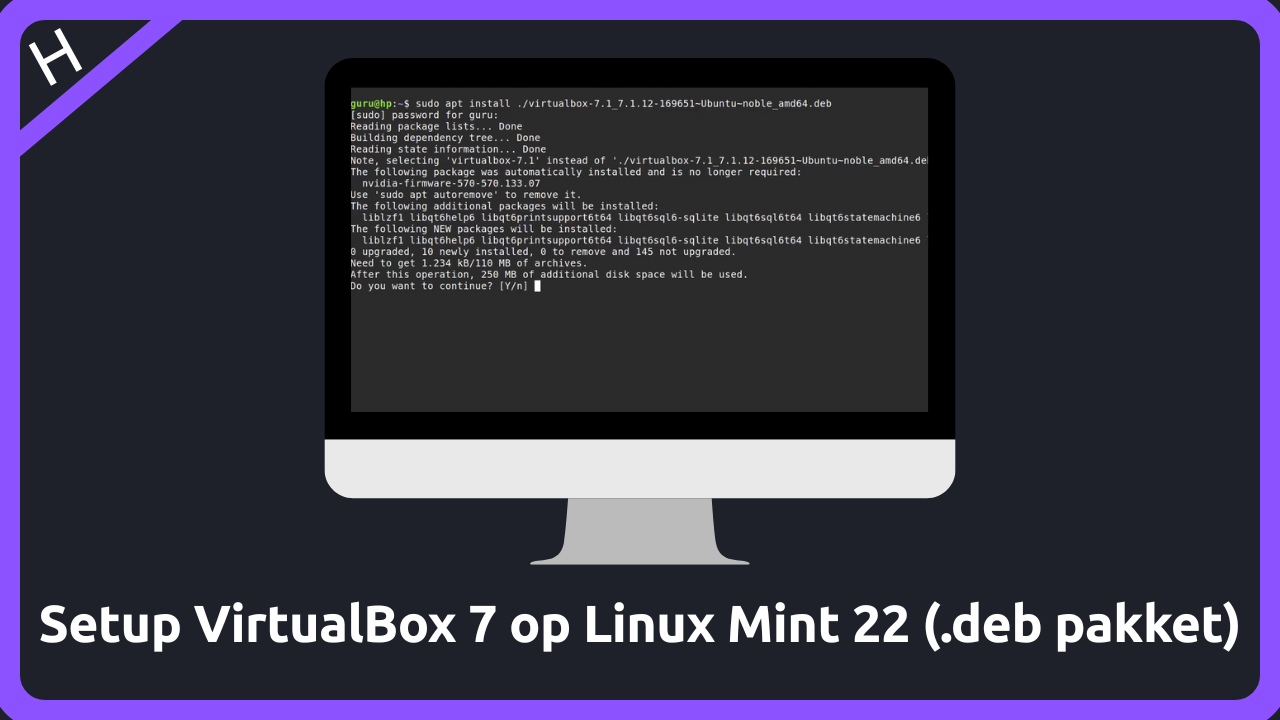 H
guru@hp:~$ sudo apt install ./virtualbox-7.1_7.1.12-169651~Ubuntu~noble_amd64.deb
[sudo] password for guru:
Reading package lists... Done
Building dependency tree... Done
Reading state information... Done
Note, selecting 'virtualbox-7.1' instead of './virtualbox-7.1_7.1.12-169651~Ubuntu~noble_amd64.de
The following package was automatically installed and is no longer required:
  nvidia-firmware-570-570.133.07
Use 'sudo apt autoremove' to remove it.
The following additional packages will be installed:
  liblzf1 libqt6help6 libqt6printsupport6t64 libqt6sql6-sqlite libqt6sql6t64 libqt6statemachine6
The following NEW packages will be installed:
  liblzf1 libqt6help6 libqt6printsupport6t64 libqt6sql6-sqlite libqt6sql6t64 libqt6statemachine6
0 upgraded, 10 newly installed, 0 to remove and 145 not upgraded.
Need to get 1.234 kB/110 MB of archives.
After this operation, 250 MB of additional disk space will be used.
Do you want to continue? [Y/n]
Setup VirtualBox 7 op Linux Mint 22 (.deb pakket)